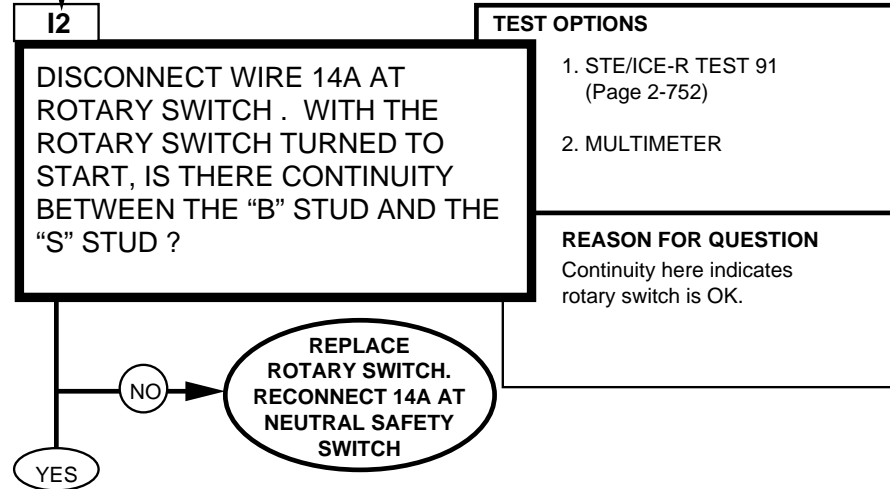 I2
DISCONNECT WIRE 14A AT
ROTARY SWITCH . WITH THE
ROTARY SWITCH TURNED TO
START, IS THERE CONTINUITY
BETWEEN THE “B” STUD AND THE
“S” STUD ?
TEST OPTIONS
1. STE/ICE-R TEST 91
(Page 2-752)
2. MULTIMETER
REASON FOR QUESTION
Continuity here indicates
rotary switch is OK.
NO
REPLACE
ROTARY SWITCH.
RECONNECT 14A AT
NEUTRAL SAFETY
SWITCH
YES